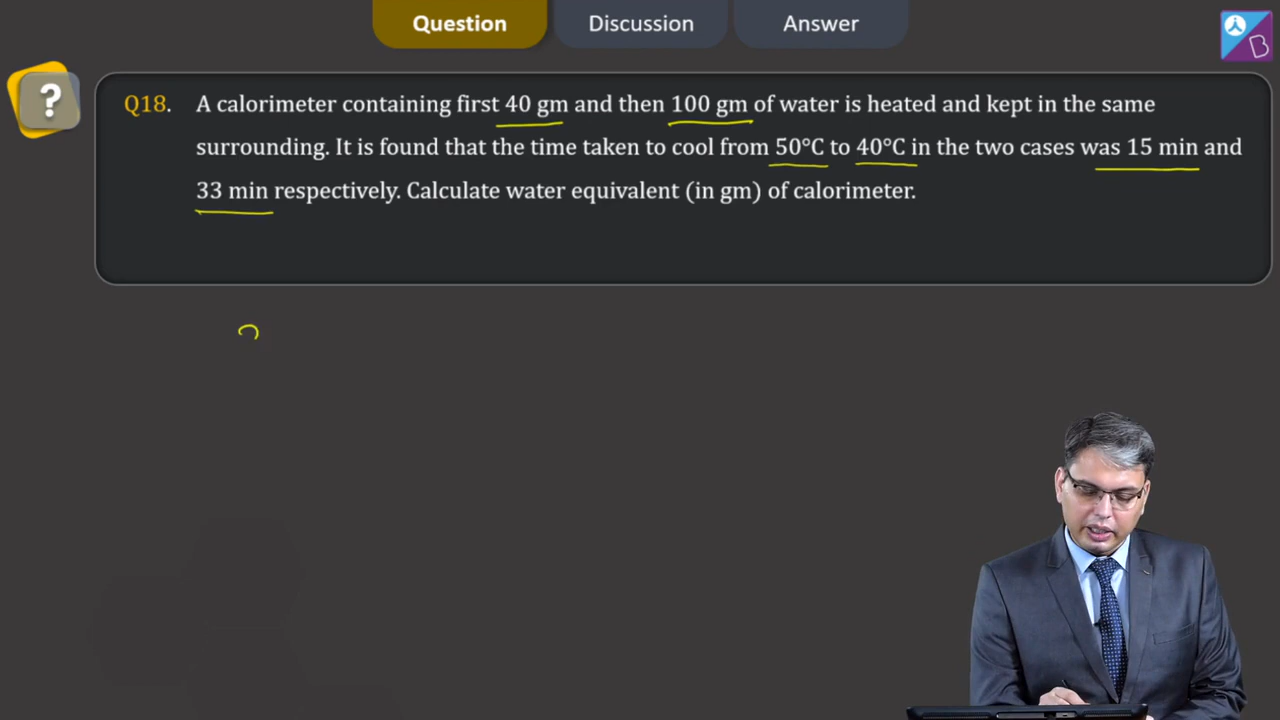 Question Discussion Answer
?
Q18. A calorimeter containing first 40 gm and then 100 gm of water is heated and kept in the same
surrounding. It is found that the time taken to cool from 50°C to 40°C in the two cases was 15 min and
33 min respectively. Calculate water equivalent (in gm) of calorimeter.
B